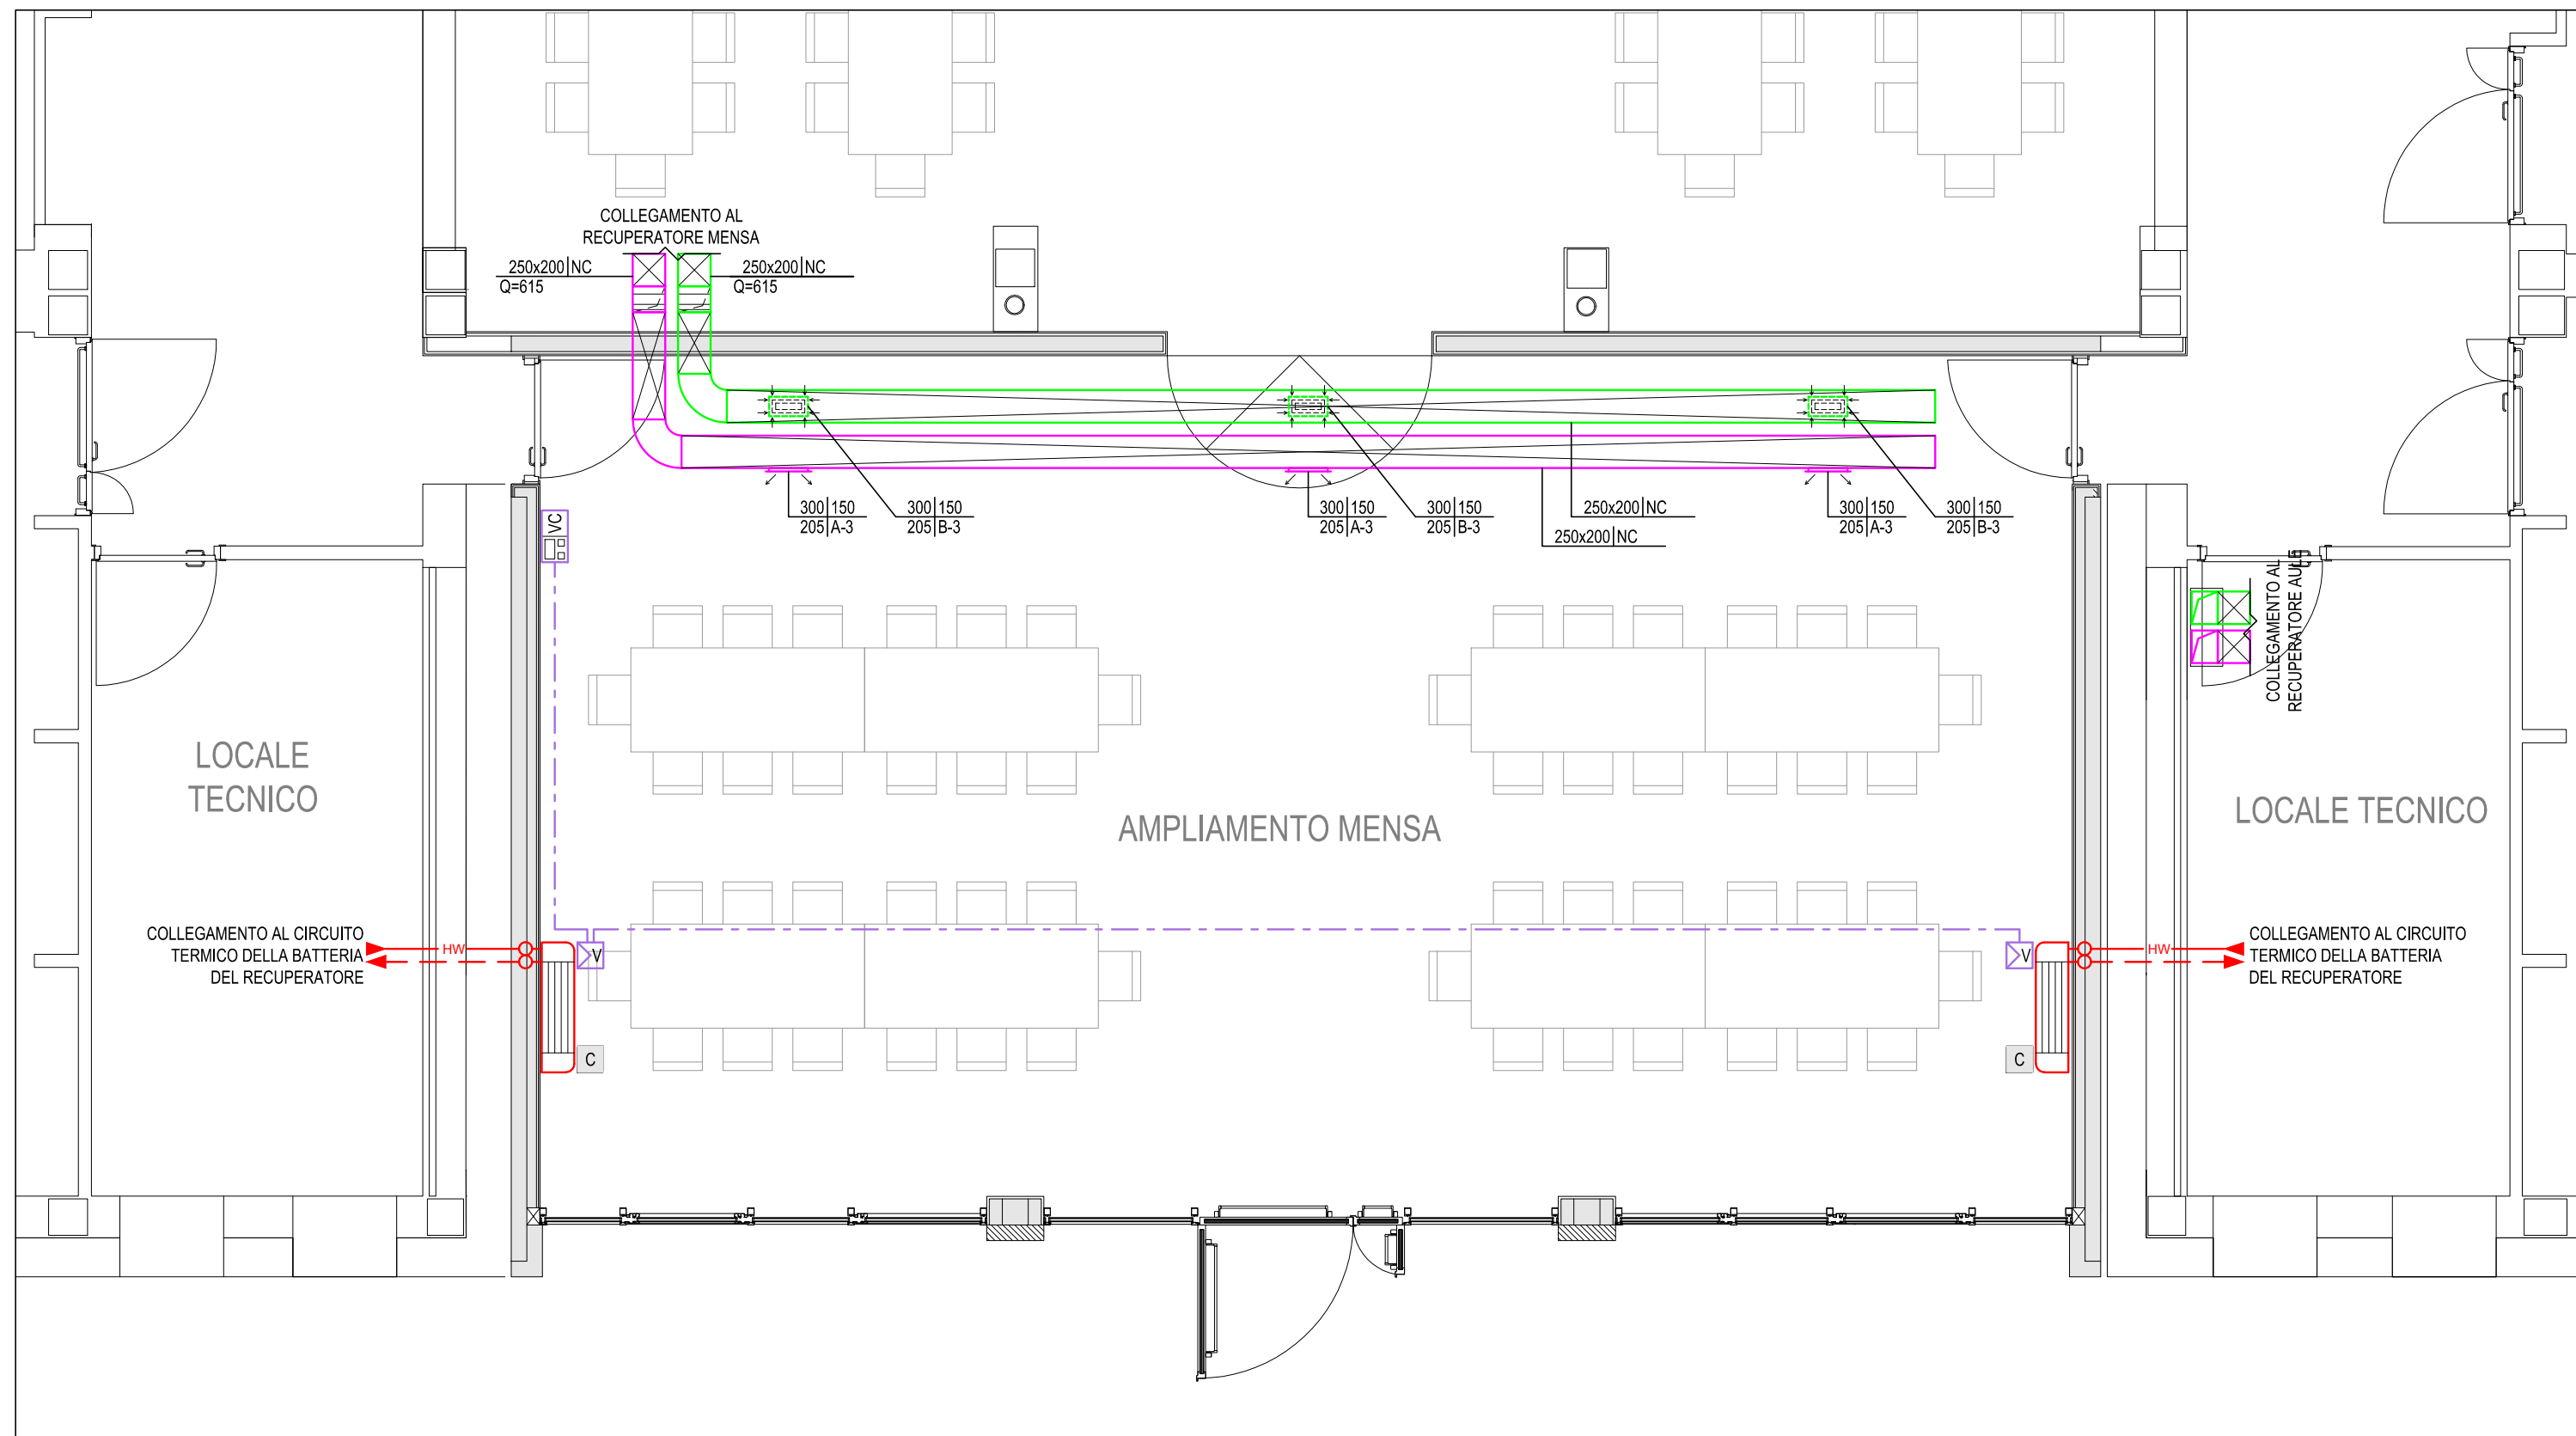 COLLEGAMENTO AL
RECUPERATORE MENSA
250x200|NC
Q=615
250x200|NC
Q=615
300|150
205|A-3
300|150
205|B-3
300|150
205|A-3
300|150
205|B-3
250x200|NC
250x200|NC
300|150
205|A-3
300|150
205|B-3
VC
COLLEGAMENTO AL
RECUPERATORE AULE
LOCALE
TECNICO
AMPLIAMENTO MENSA
LOCALE TECNICO
COLLEGAMENTO AL CIRCUITO
TERMICO DELLA BATTERIA
DEL RECUPERATORE
HW
V
C
V
C
HW
COLLEGAMENTO AL CIRCUITO
TERMICO DELLA BATTERIA
DEL RECUPERATORE